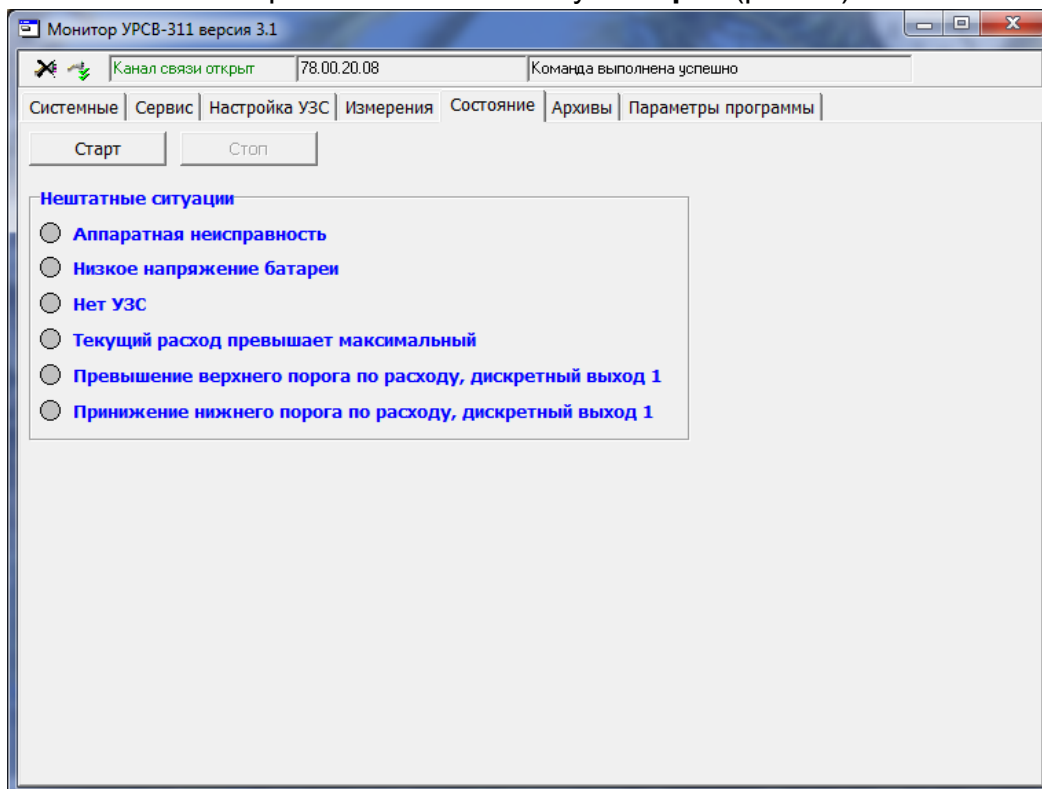 Монитор УРСВ-311 версия 3.1
Канал связи открыт 78.00.20.08 Команда выполнена успешно
Системные Сервис Настройка УЗС Измерения Состояние Архивы Параметры программы
Старт Стоп
Нештатные ситуации
Аппаратная неисправность
Низкое напряжение батареи
Нет УЗС
Текущий расход превышает максимальный
Превышение верхнего порога по расходу, дискретный выход 1
Принижение нижнего порога по расходу, дискретный выход 1